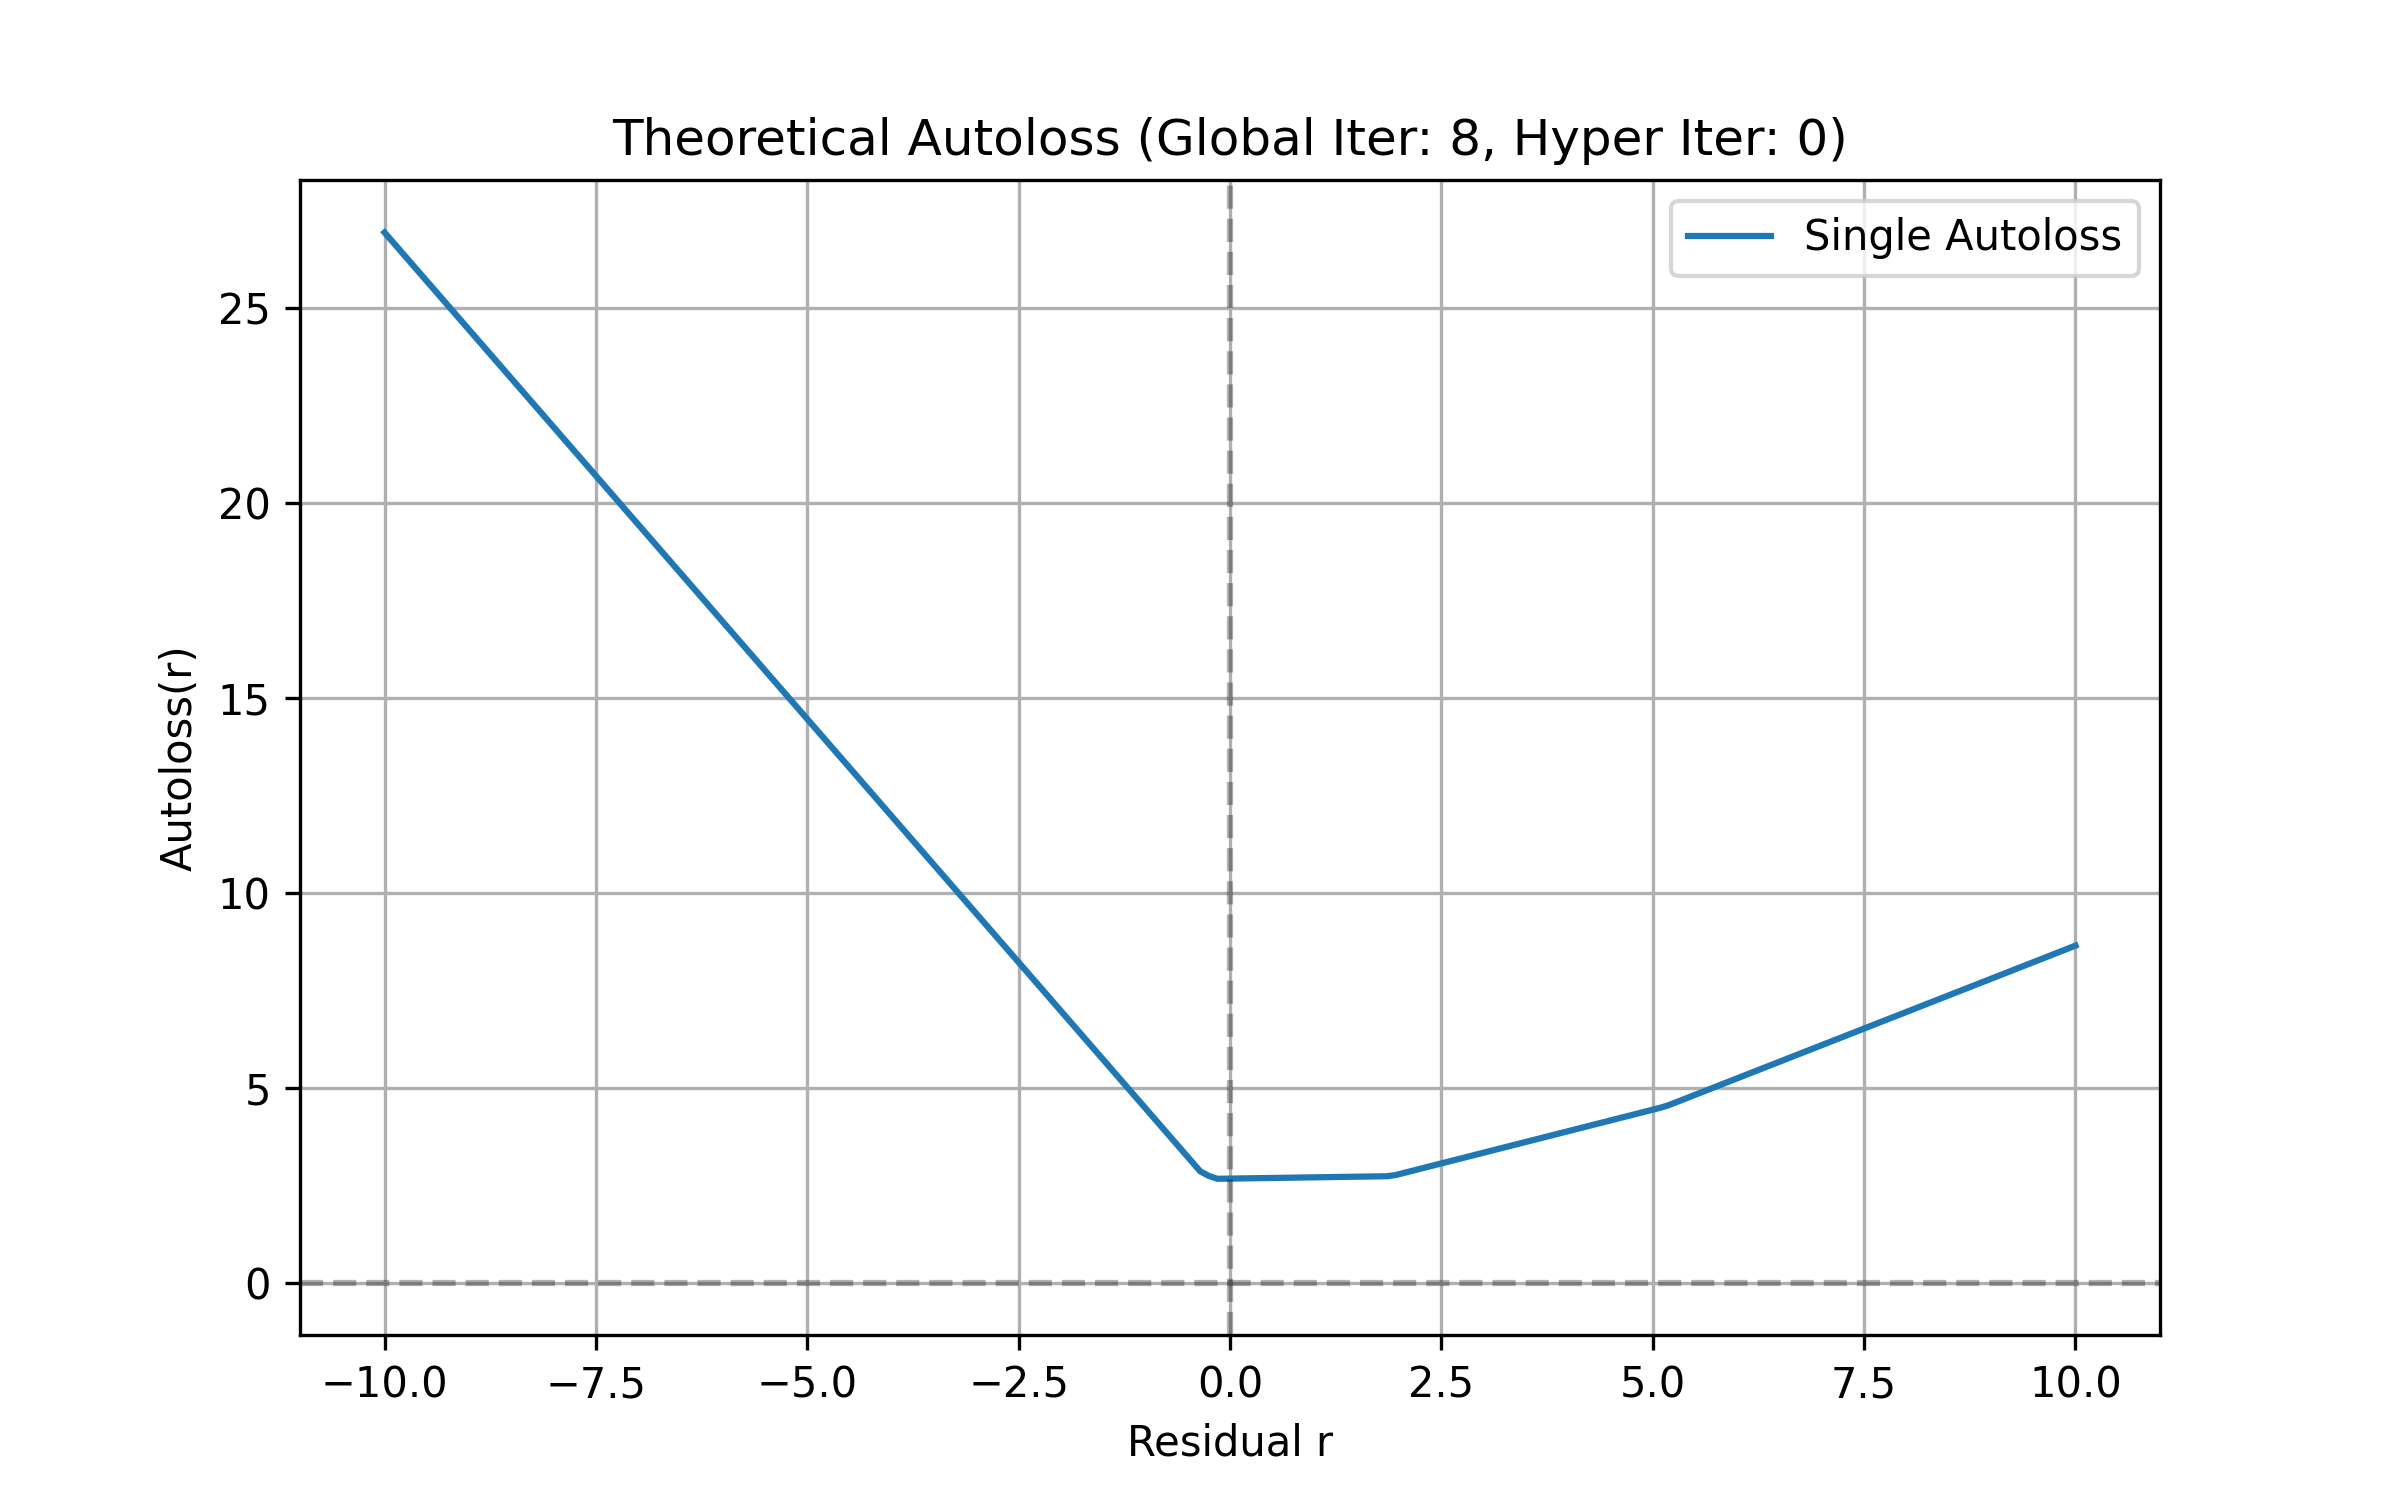 Theoretical Autoloss (Global Iter: 8, Hyper Iter: 0)
Single Autoloss
Autoloss(r)
25
20
15
10
5
0
−10.0 −7.5 −5.0 −2.5 0.0 2.5 5.0 7.5 10.0
Residual r